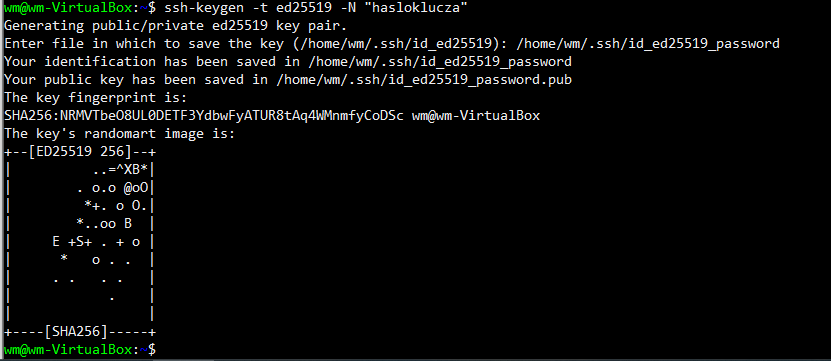 wm@wm-VirtualBox:~$ ssh-keygen -t ed25519 -N "hasloklucza"
Generating public/private ed25519 key pair.
Enter file in which to save the key (/home/wm/.ssh/id_ed25519): /home/wm/.ssh/id_ed25519_password
Your identification has been saved in /home/wm/.ssh/id_ed25519_password
Your public key has been saved in /home/wm/.ssh/id_ed25519_password.pub
The key fingerprint is:
SHA256:NRMVTbeO8UL0DETF3YdbwFyATUR8tAq4WMnmfyCoDSc wm@wm-VirtualBox
The key's randomart image is:
+--[ED25519 256]--+
|          ..=^XB*|
|        . o.o @oO|
|         *+. o O.|
|        *..oo B  |
|     E +S+ . + o |
|      *   o . .  |
|     . .   . .   |
|            .    |
|                 |
+----[SHA256]-----+
wm@wm-VirtualBox:~$